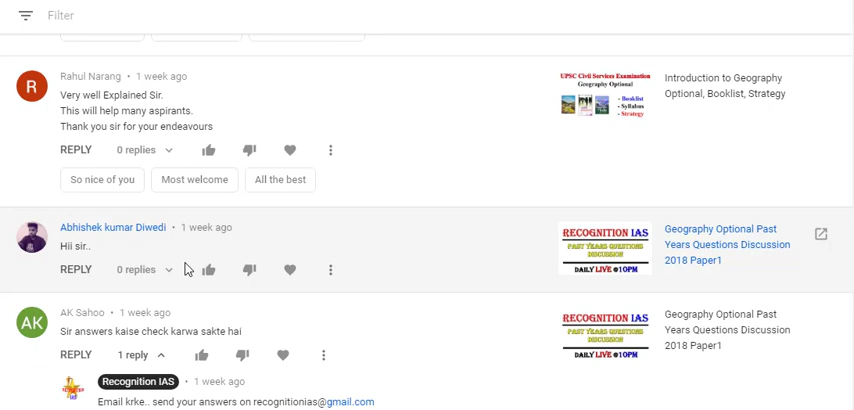 Filter
R
Rahul Narang • 1 week ago
Very well Explained Sir.
This will help many aspirants.
Thank you sir for your endeavours
REPLY 0 replies
So nice of you Most welcome All the best
UPSC Civil Services Examination
Geography Optional
- Booklist
- Syllabus
- Strategy
Introduction to Geography
Optional, Booklist, Strategy
Abhishek kumar Diwedi • 1 week ago
Hii sir..
REPLY 0 replies
RECOGNITION IAS
PAST YEARS QUESTIONS
DISCUSSION
DAILY LIVE @10PM
Geography Optional Past
Years Questions Discussion
2018 Paper1
AK
AK Sahoo • 1 week ago
Sir answers kaise check karwa sakte hai
REPLY 1 reply
RECOGNITION IAS
PAST YEARS QUESTIONS
DISCUSSION
DAILY LIVE @10PM
Geography Optional Past
Years Questions Discussion
2018 Paper1
Recognition IAS • 1 week ago
Email krke.. send your answers on recognitionias@gmail.com